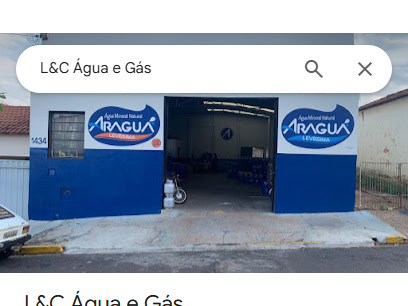 L&C Água e Gás
Água Mineral Natural
ARAGUÁ
LEVÍSSIMA
Água Mineral Natural
ARAGUÁ
LEVÍSSIMA
1434
L&C Água e Gás